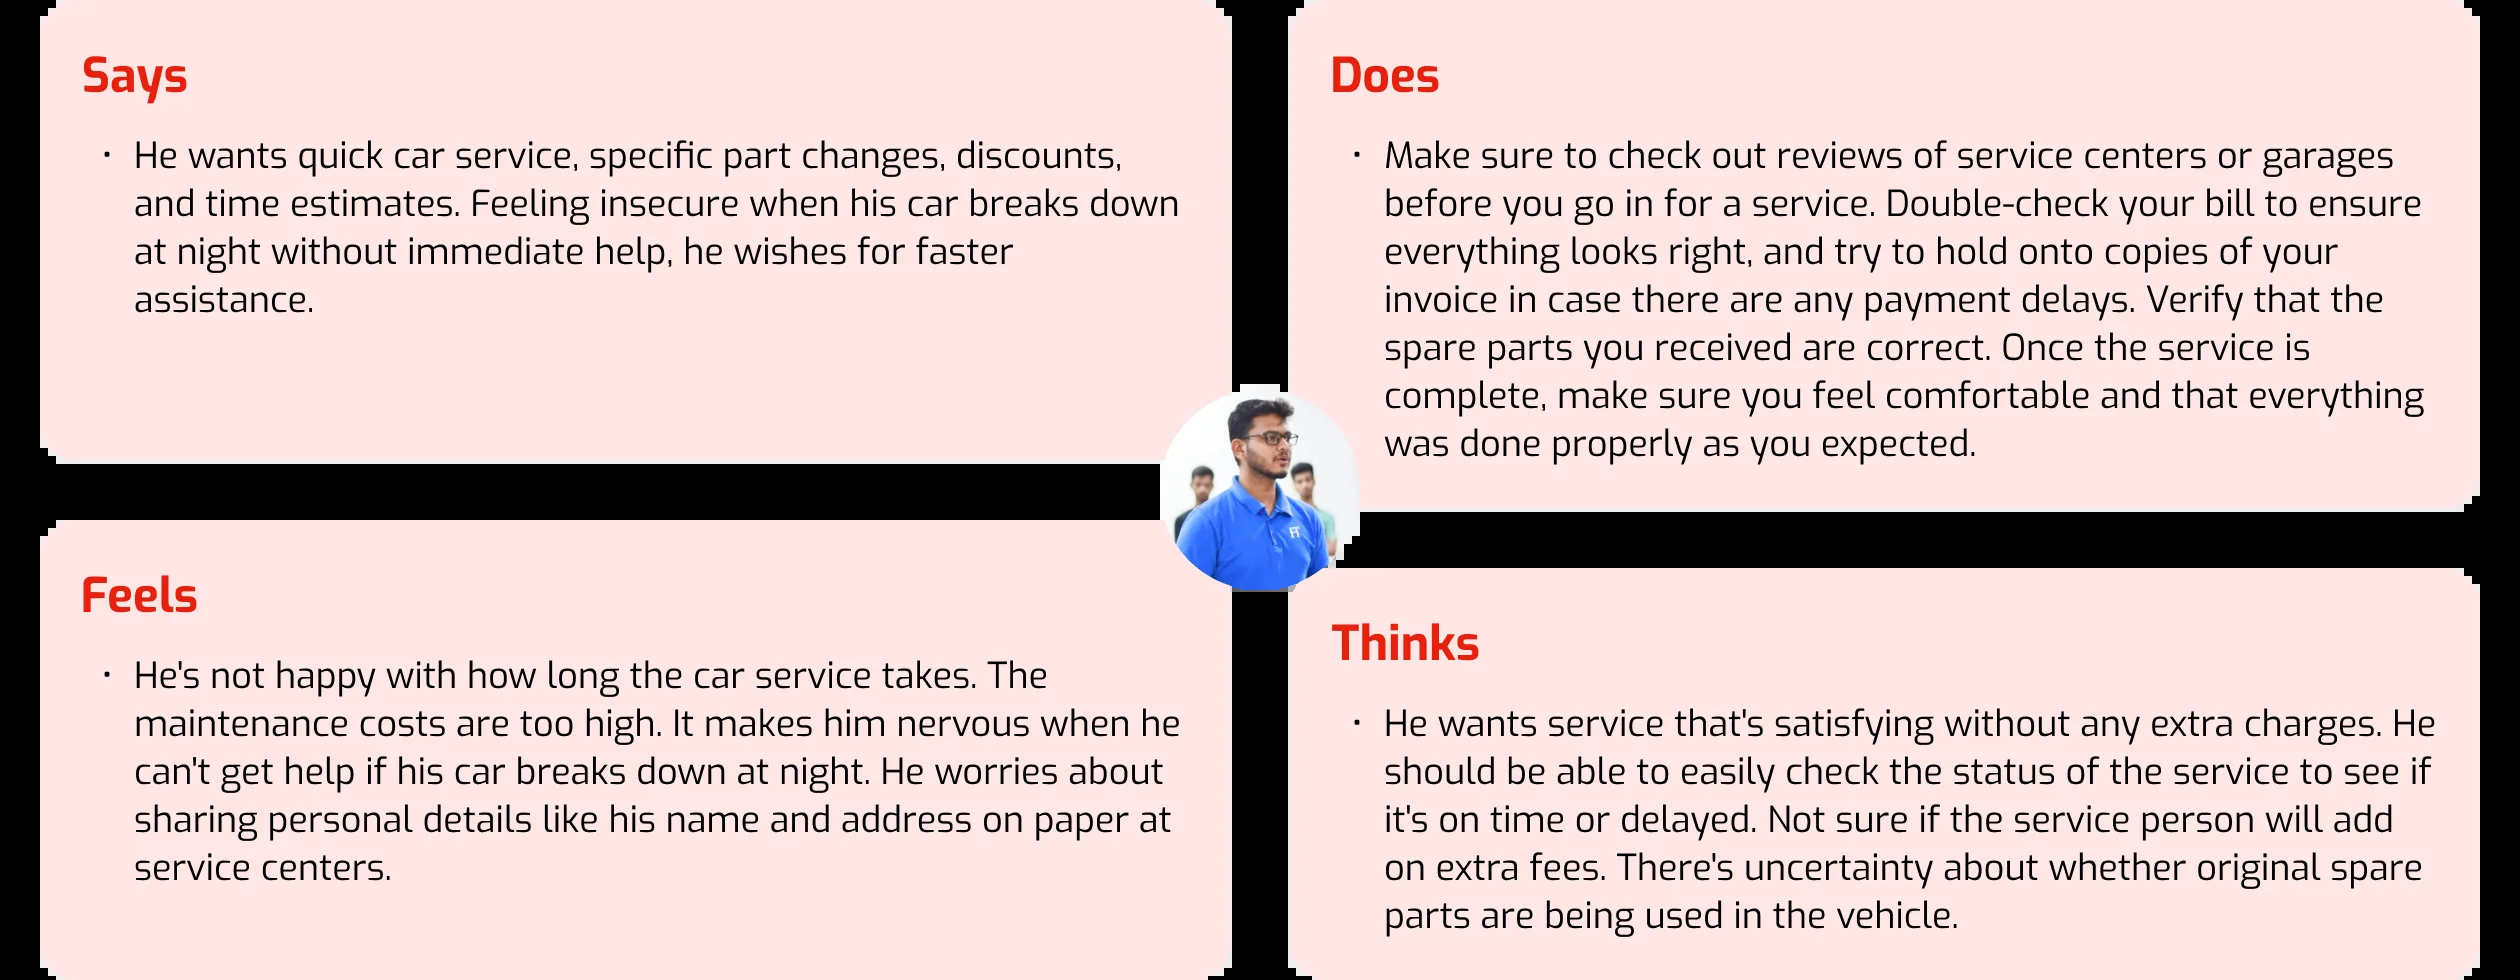 Says
· He wants quick car service, specific part changes, discounts,
and time estimates. Feeling insecure when his car breaks down
at night without immediate help, he wishes for faster
assistance.
Does
· Make sure to check out reviews of service centers or garages
before you go in for a service. Double-check your bill to ensure
everything looks right, and try to hold onto copies of your
invoice in case there are any payment delays. Verify that the
spare parts you received are correct. Once the service is
complete, make sure you feel comfortable and that everything
was done properly as you expected.
Feels
· He's not happy with how long the car service takes. The
maintenance costs are too high. It makes him nervous when he
can't get help if his car breaks down at night. He worries about
sharing personal details like his name and address on paper at
service centers.
Thinks
· He wants service that's satisfying without any extra charges. He
should be able to easily check the status of the service to see if
it's on time or delayed. Not sure if the service person will add
on extra fees. There's uncertainty about whether original spare
parts are being used in the vehicle.